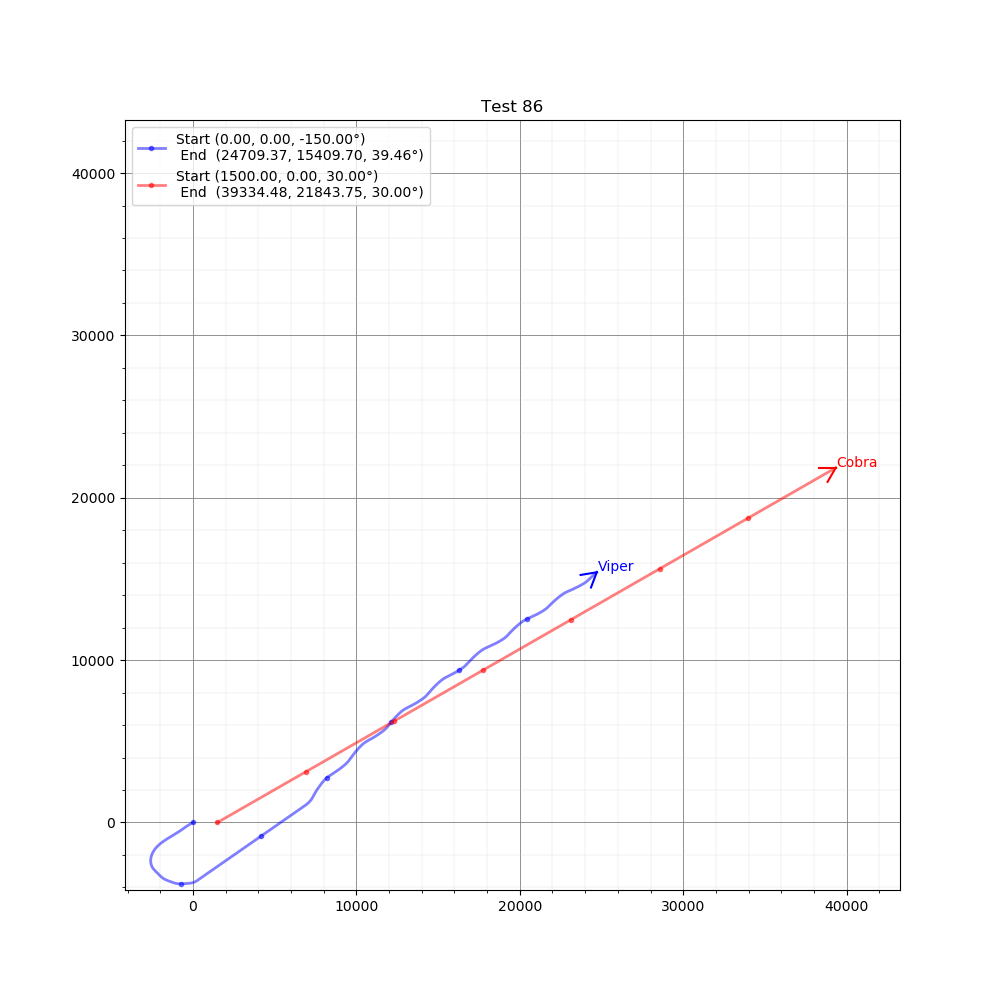 Test 86
Start (0.00, 0.00, -150.00°)
End (24709.37, 15409.70, 39.46°)
Start (1500.00, 0.00, 30.00°)
End (39334.48, 21843.75, 30.00°)
40000
30000
20000
10000
0
Cobra
Viper
0
10000
20000
30000
40000